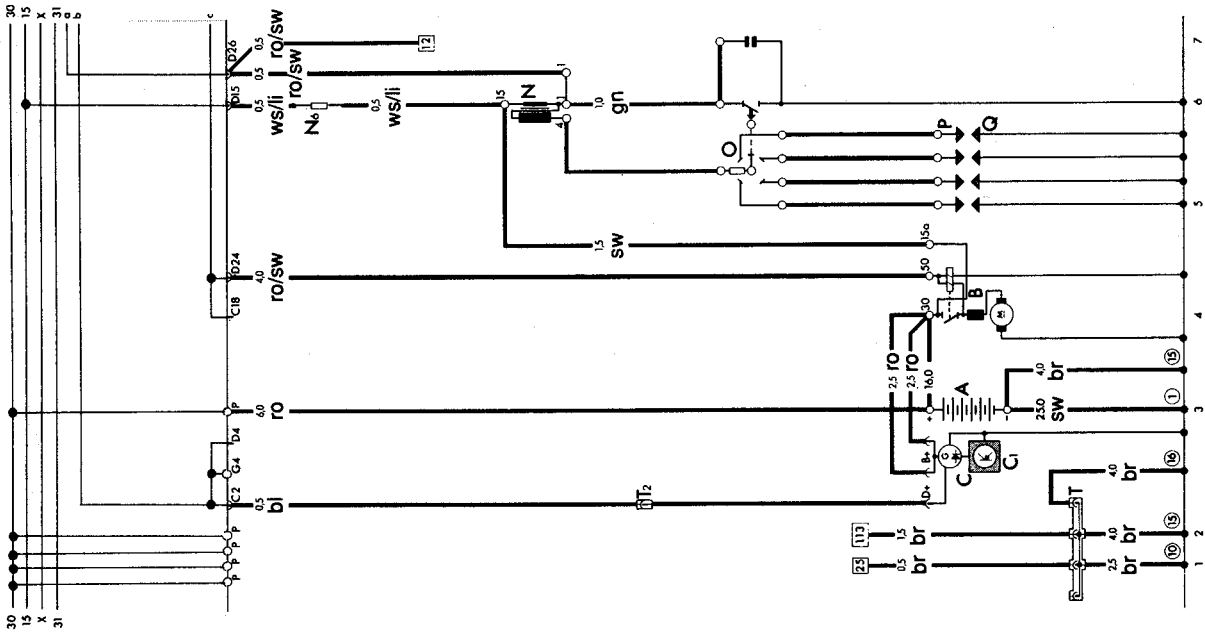 30
15
X
31
a
b
c
30
15
X
31
P
P
P
P
C2
G4
D4
P
C18
D24
D15
D26
0,5
bl
6,0
ro
4,0
ro/sw
0,5
ws/li
N6
0,5
ws/li
0,5
ro/sw
0,5
ro/sw
12
15
N
1
1
4
1,0
gn
O
P
Q
1,5
sw
15a
50
30
B
M
2,5 ro
2,5 ro
16,0
+
A
-
25,0
sw
4,0
br
T2
D+
B+
G
C
C1
113
1,5
br
25
0,5
br
T
4,0
br
4,0
br
2,5
br
10
15
16
1
15
1
2
3
4
5
6
7